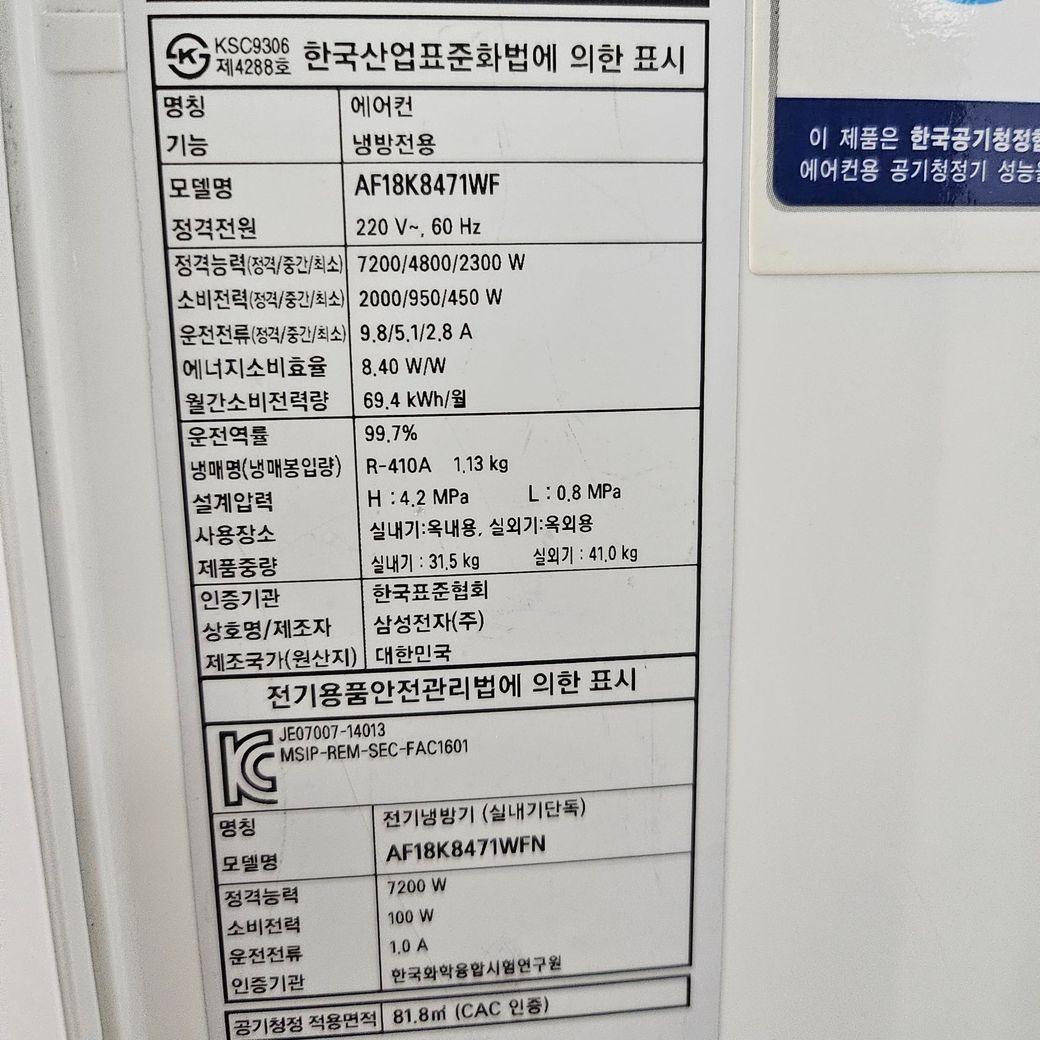 KSC9306
제4288호
한국산업표준화법에 의한 표시
명칭 에어컨
기능 냉방전용
모델명 AF18K8471WF
정격전원 220 V~, 60 Hz
정격능력(정격/중간/최소) 7200/4800/2300 W
소비전력(정격/중간/최소) 2000/950/450 W
운전전류(정격/중간/최소) 9.8/5.1/2.8 A
에너지소비효율 8.40 W/W
월간소비전력량 69.4 kWh/월
운전역률 99.7%
냉매명(냉매봉입량) R-410A 1.13 kg
설계압력 H : 4.2 MPa L : 0.8 MPa
사용장소 실내기:옥내용, 실외기:옥외용
제품중량 실내기 : 31.5 kg 실외기 : 41.0 kg
인증기관 한국표준협회
상호명/제조자 삼성전자(주)
제조국가(원산지) 대한민국
전기용품안전관리법에 의한 표시
JE07007-14013
MSIP-REM-SEC-FAC1601
명칭 전기냉방기 (실내기단독)
모델명 AF18K8471WFN
정격능력 7200 W
소비전력 100 W
운전전류 1.0 A
인증기관 한국화학융합시험연구원
공기청정 적용면적 81.8㎡ (CAC 인증)
이 제품은 한국공기청정협
에어컨용 공기청정기 성능을